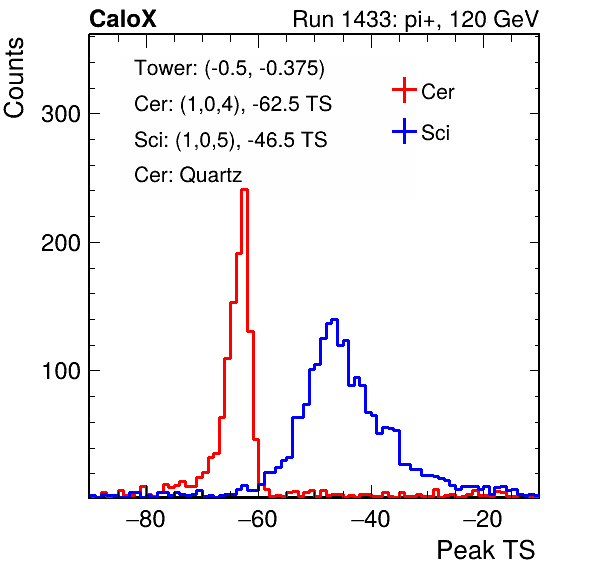 CaloX Run 1433: pi+, 120 GeV
Counts
Tower: (-0.5, -0.375)
Cer: (1,0,4), -62.5 TS
Sci: (1,0,5), -46.5 TS
Cer: Quartz
Cer
Sci
300
200
100
−80 −60 −40 −20
Peak TS